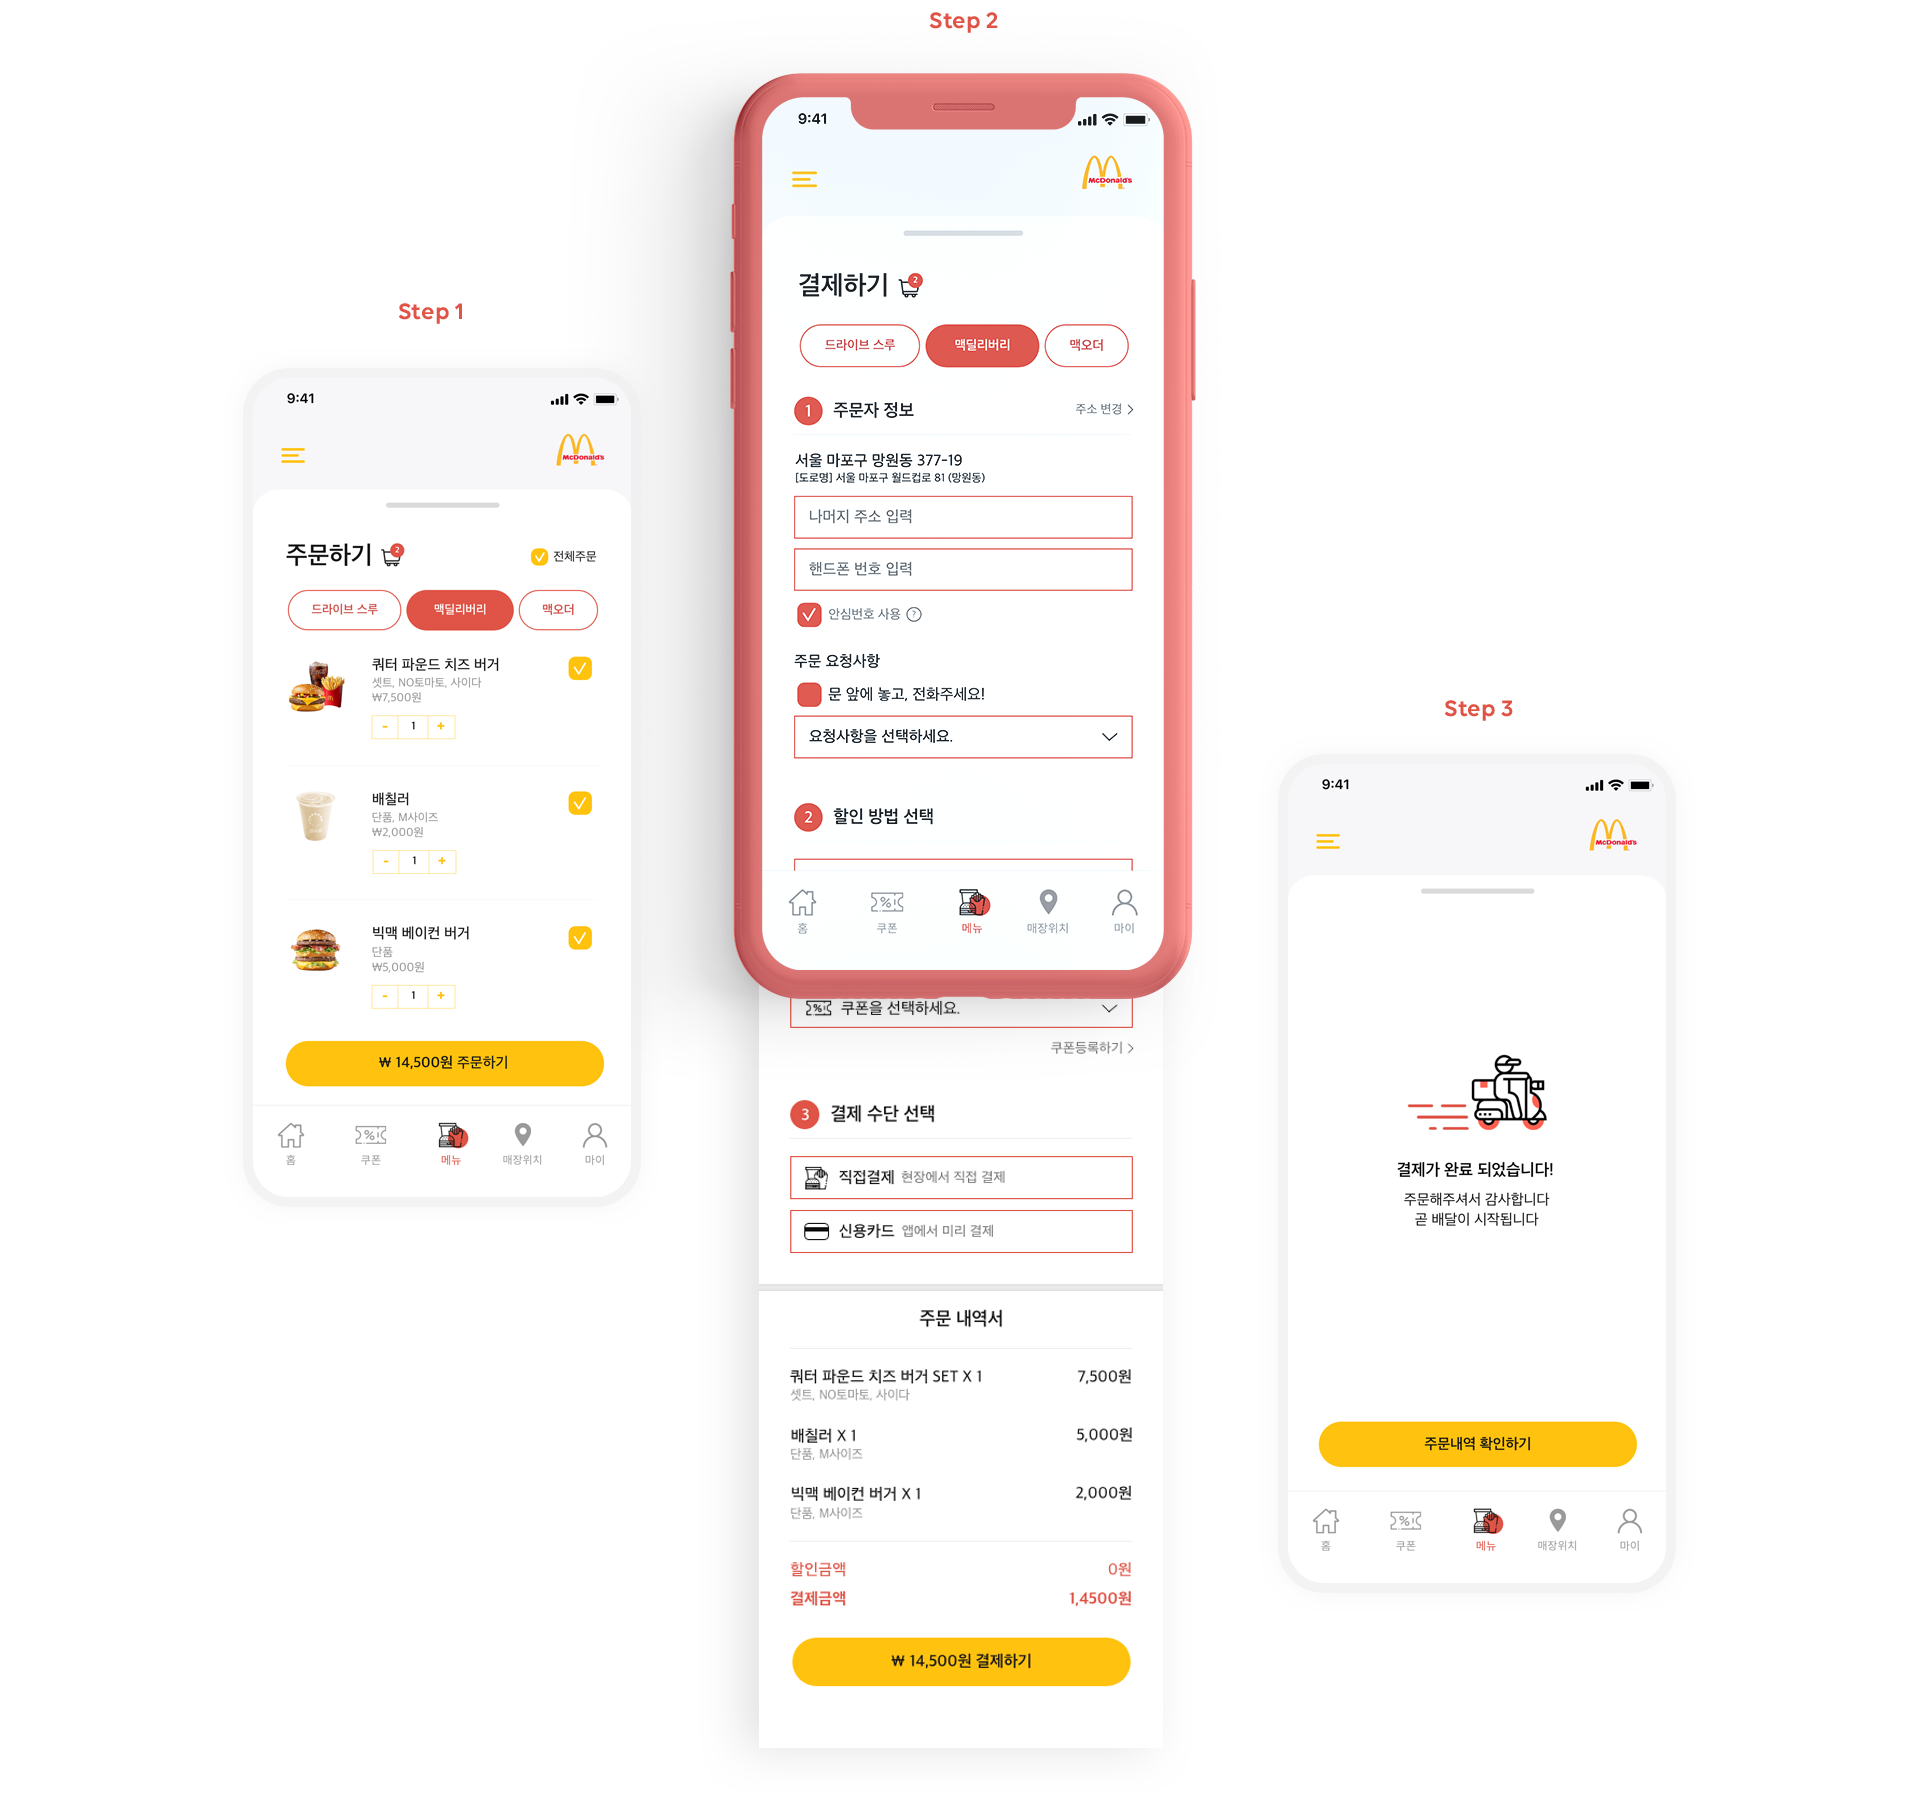 Step 1
9:41
McDonald's
주문하기 2
전체주문
드라이브 스루
맥딜리버리
맥오더
쿼터 파운드 치즈 버거
셋트, NO토마토, 사이다
₩7,500원
- 1 +
배칠러
단품, M사이즈
₩2,000원
- 1 +
빅맥 베이컨 버거
단품
₩5,000원
- 1 +
₩ 14,500원 주문하기
홈
쿠폰
메뉴
매장위치
마이
Step 2
9:41
McDonald's
결제하기 2
드라이브 스루
맥딜리버리
맥오더
1 주문자 정보
주소 변경 >
서울 마포구 망원동 377-19
[도로명] 서울 마포구 월드컵로 81 (망원동)
나머지 주소 입력
핸드폰 번호 입력
안심번호 사용 ?
주문 요청사항
문 앞에 놓고, 전화주세요!
요청사항을 선택하세요.
2 할인 방법 선택
홈
쿠폰
메뉴
매장위치
마이
% 쿠폰을 선택하세요.
쿠폰등록하기 >
3 결제 수단 선택
직접결제 현장에서 직접 결제
신용카드 앱에서 미리 결제
주문 내역서
쿼터 파운드 치즈 버거 SET X 1 7,500원
셋트, NO토마토, 사이다
배칠러 X 1 5,000원
단품, M사이즈
빅맥 베이컨 버거 X 1 2,000원
단품, M사이즈
할인금액 0원
결제금액 1,4500원
₩ 14,500원 결제하기
Step 3
9:41
McDonald's
결제가 완료 되었습니다!
주문해주셔서 감사합니다
곧 배달이 시작됩니다
주문내역 확인하기
홈
쿠폰
메뉴
매장위치
마이